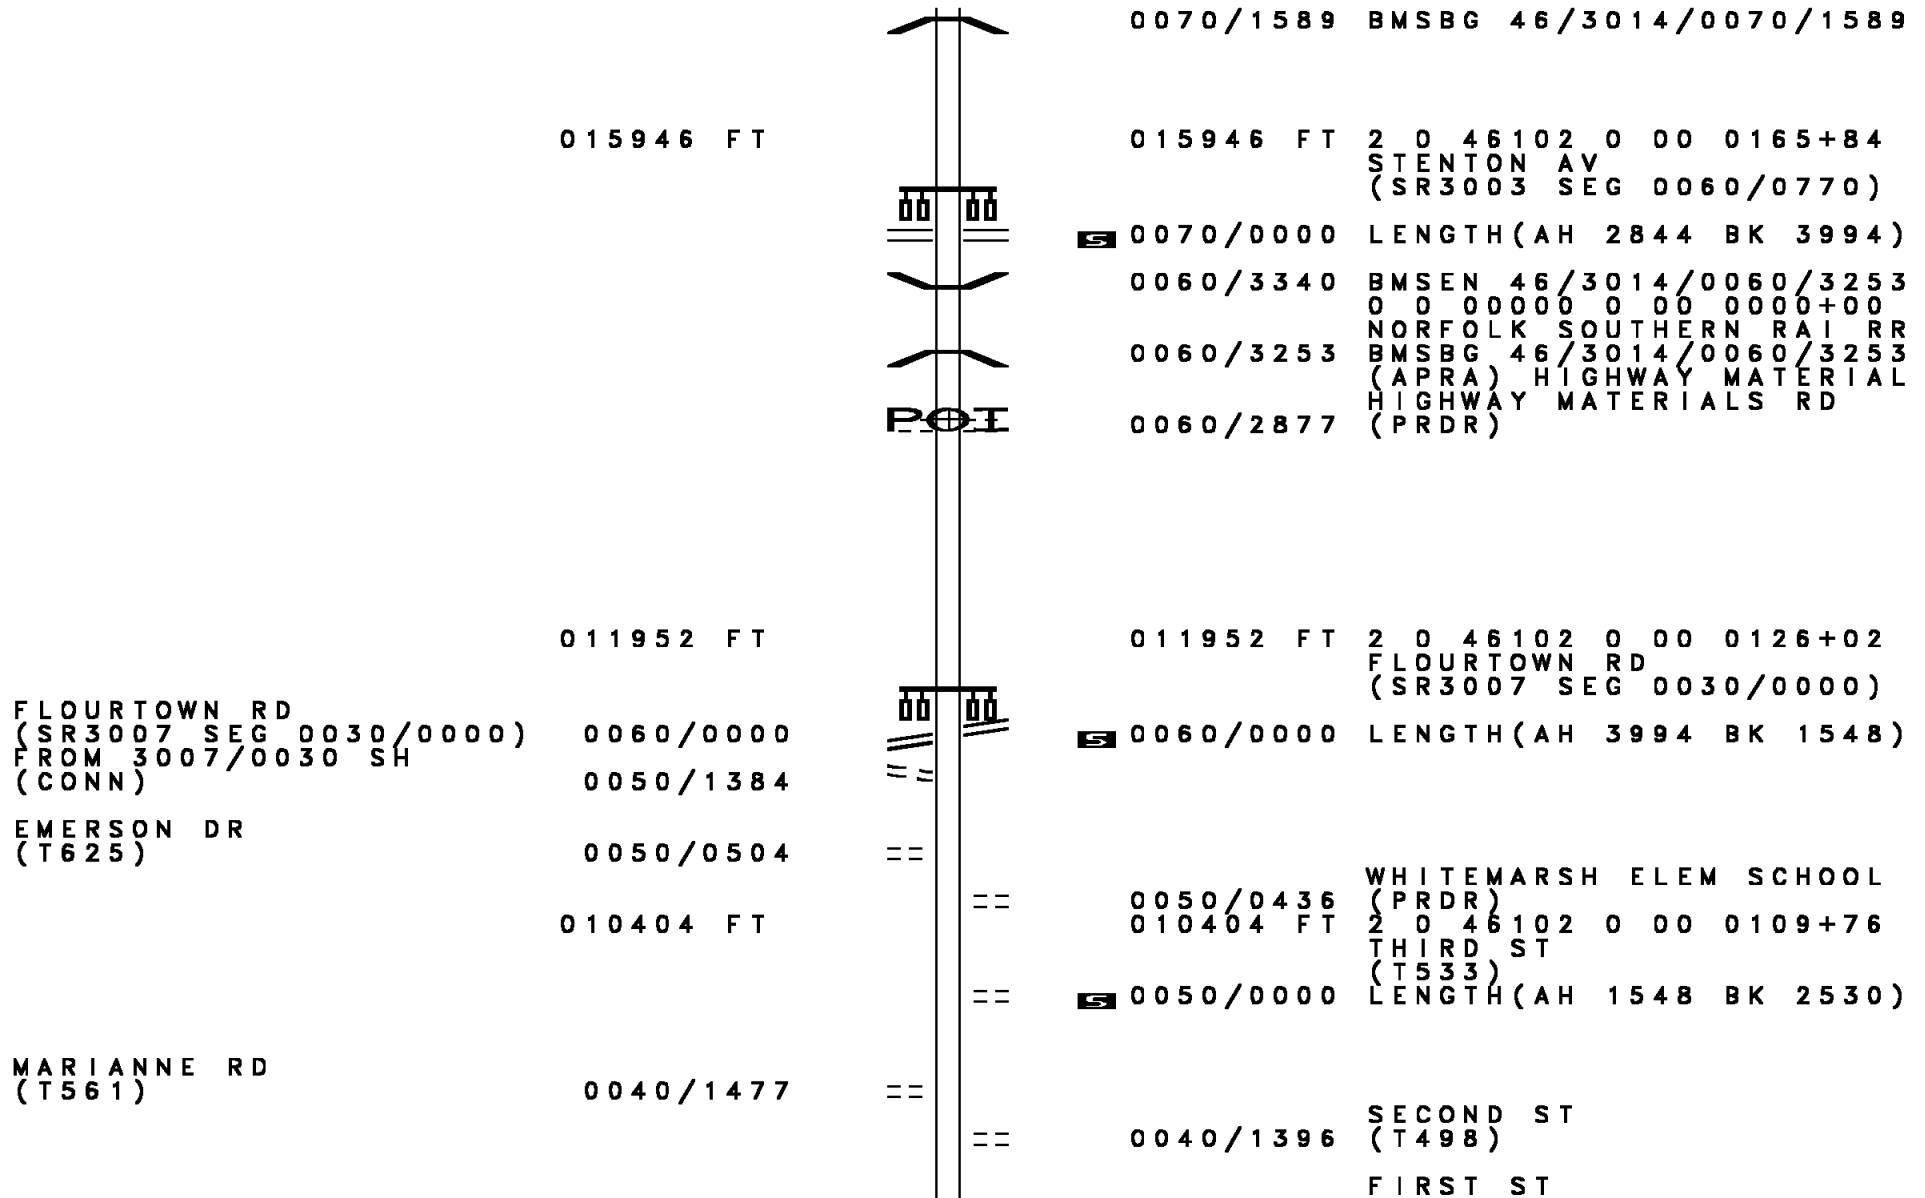 0070/1589 BMSBG 46/3014/0070/1589
015946 FT 015946 FT 2 0 46102 0 00 0165+84
STENTON AV
(SR3003 SEG 0060/0770)
S 0070/0000 LENGTH(AH 2844 BK 3994)
0060/3340 BMSEN 46/3014/0060/3253
0 0 00000 0 00 0000+00
NORFOLK SOUTHERN RAI RR
0060/3253 BMSBG 46/3014/0060/3253
(APRA) HIGHWAY MATERIAL
HIGHWAY MATERIALS RD
POI 0060/2877 (PRDR)
011952 FT 011952 FT 2 0 46102 0 00 0126+02
FLOURTOWN RD
(SR3007 SEG 0030/0000)
FLOURTOWN RD
(SR3007 SEG 0030/0000) 0060/0000 S 0060/0000 LENGTH(AH 3994 BK 1548)
FROM 3007/0030 SH
(CONN) 0050/1384
EMERSON DR
(T625) 0050/0504
WHITEMARSH ELEM SCHOOL
0050/0436 (PRDR)
010404 FT 010404 FT 2 0 46102 0 00 0109+76
THIRD ST
(T533)
S 0050/0000 LENGTH(AH 1548 BK 2530)
MARIANNE RD
(T561) 0040/1477
SECOND ST
0040/1396 (T498)
FIRST ST